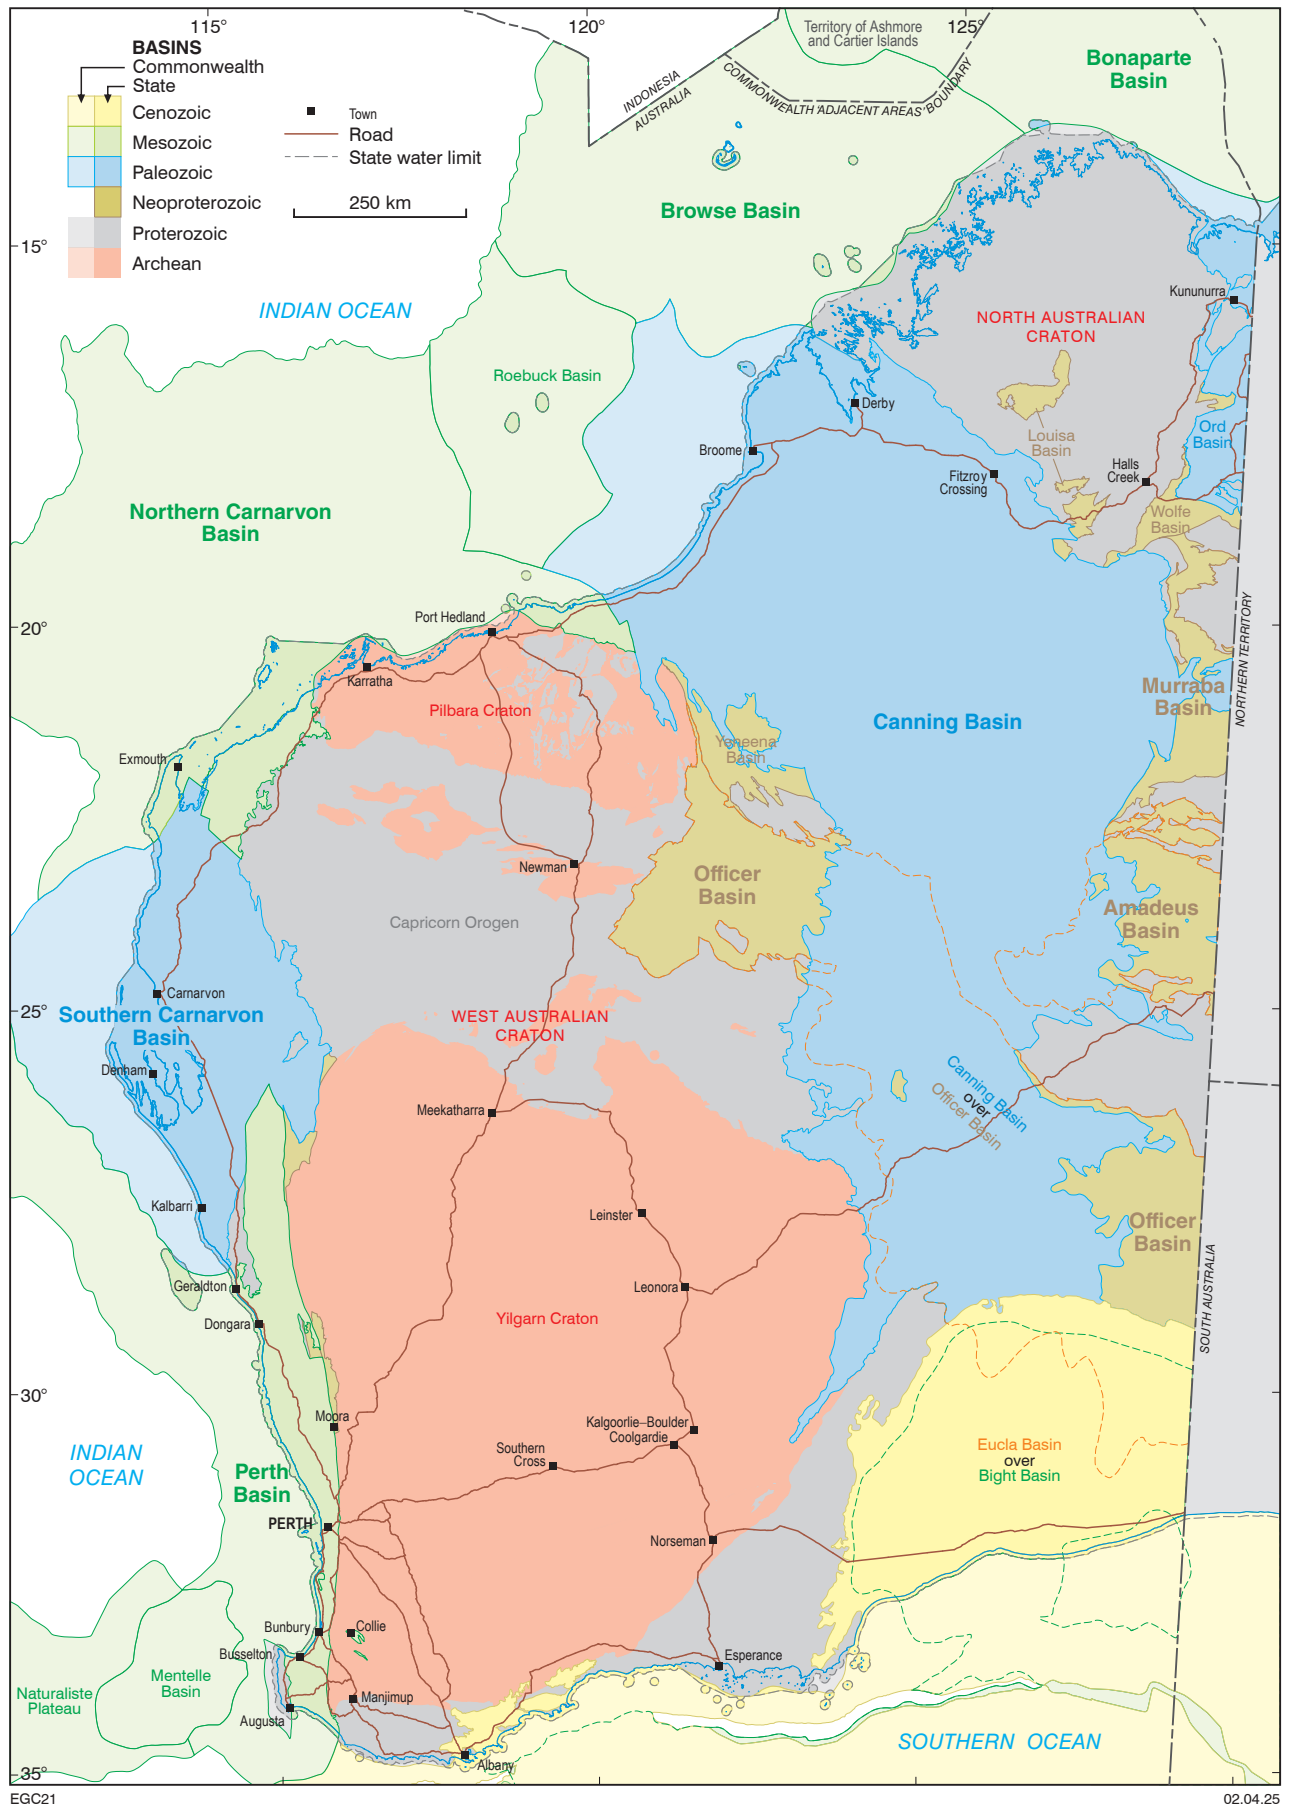 115°
120°
125°
Territory of Ashmore
and Cartier Islands
BASINS
Commonwealth
State
Cenozoic
Mesozoic
Paleozoic
Neoproterozoic
Proterozoic
Archean
Town
Road
State water limit
250 km
INDONESIA
AUSTRALIA
COMMONWEALTH 'ADJACENT AREAS' BOUNDARY
Bonaparte
Basin
Browse Basin
15°
INDIAN OCEAN
Kununurra
NORTH AUSTRALIAN
CRATON
Roebuck Basin
Derby
Louisa
Basin
Ord
Basin
Broome
Fitzroy
Crossing
Halls
Creek
Northern Carnarvon
Basin
Wolfe
Basin
NORTHERN TERRITORY
20°
Port Hedland
Karratha
Pilbara Craton
Murraba
Basin
Canning Basin
Yeneena
Basin
Exmouth
Newman
Officer
Basin
Capricorn Orogen
Amadeus
Basin
Carnarvon
25°
Southern Carnarvon
Basin
WEST AUSTRALIAN
CRATON
Denham
Canning Basin
over
Officer Basin
Meekatharra
Kalbarri
Leinster
Officer
Basin
Geraldton
Leonora
Dongara
Yilgarn Craton
SOUTH AUSTRALIA
30°
Moora
Kalgoorlie–Boulder
Coolgardie
Southern
Cross
INDIAN
OCEAN
Perth
Basin
Eucla Basin
over
Bight Basin
PERTH
Norseman
Bunbury
Collie
Busselton
Esperance
Mentelle
Basin
Naturaliste
Plateau
Manjimup
Augusta
SOUTHERN OCEAN
Albany
35°
EGC21
02.04.25